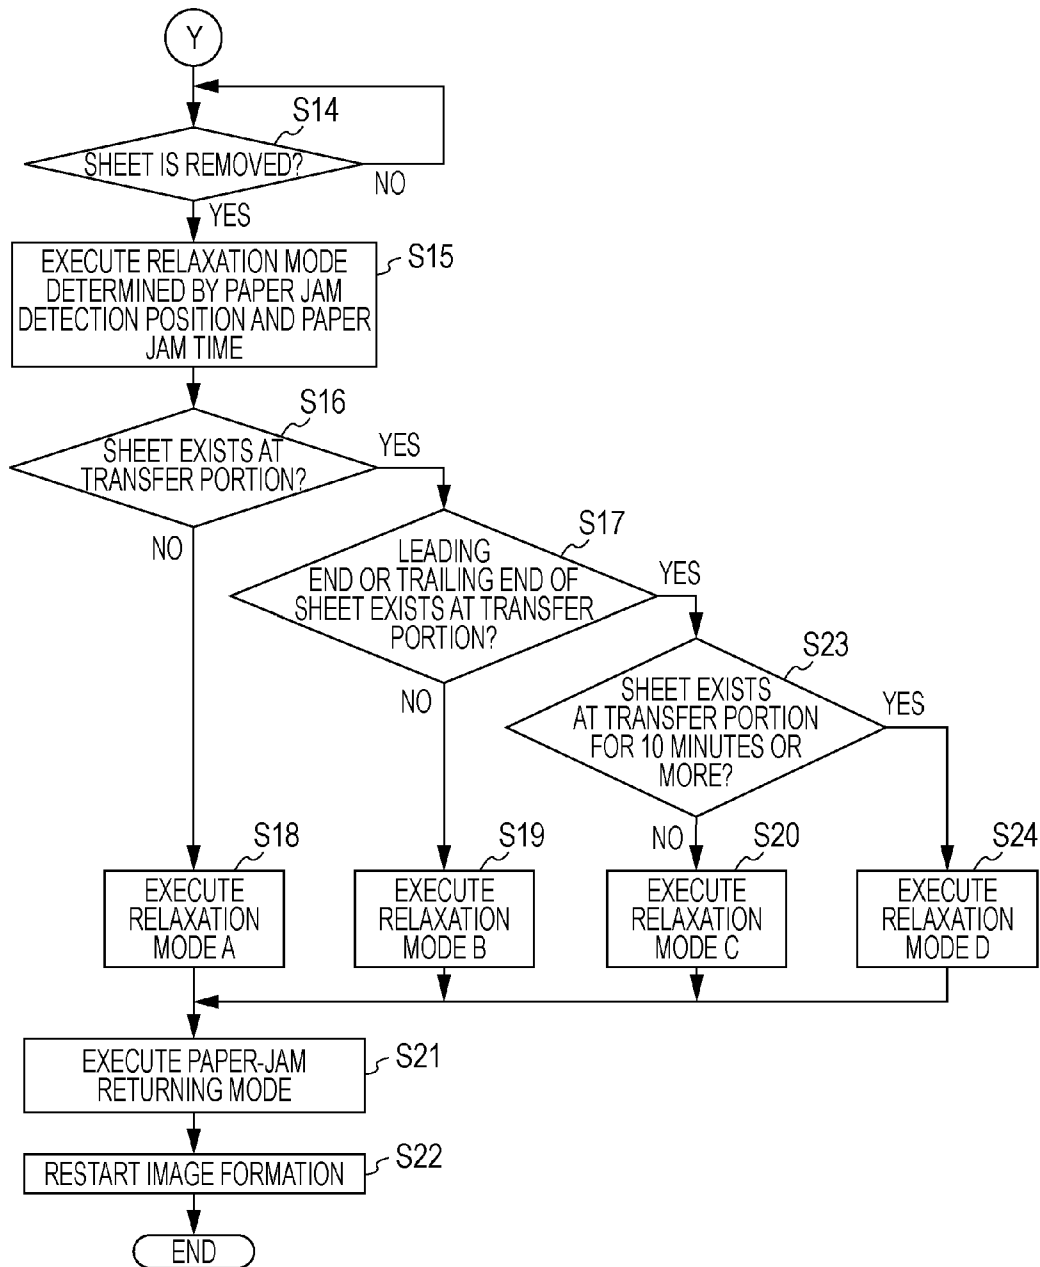 Y
S14
SHEET IS REMOVED?
NO
YES
EXECUTE RELAXATION MODE
DETERMINED BY PAPER JAM
DETECTION POSITION AND PAPER
JAM TIME
S15
S16
SHEET EXISTS AT
TRANSFER PORTION?
YES
NO
S17
LEADING
END OR TRAILING END OF
SHEET EXISTS AT TRANSFER
PORTION?
YES
NO
S23
SHEET EXISTS
AT TRANSFER PORTION
FOR 10 MINUTES OR
MORE?
YES
NO
S18
EXECUTE
RELAXATION
MODE A
S19
EXECUTE
RELAXATION
MODE B
S20
EXECUTE
RELAXATION
MODE C
S24
EXECUTE
RELAXATION
MODE D
EXECUTE PAPER-JAM
RETURNING MODE
S21
RESTART IMAGE FORMATION
S22
END